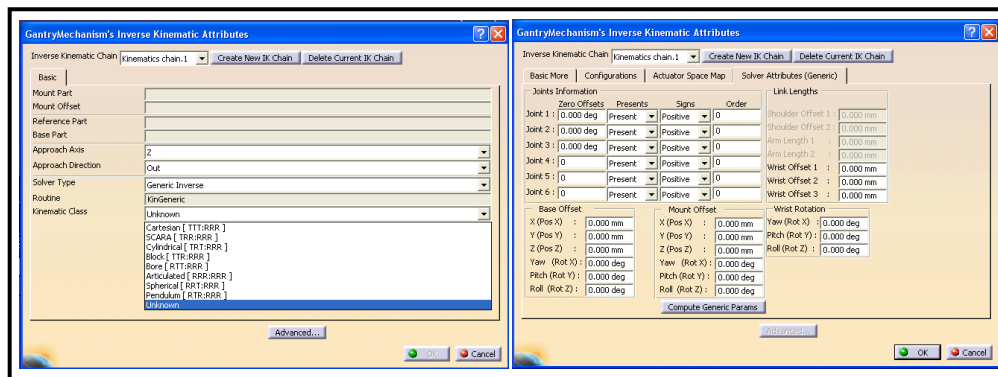 GantryMechanism's Inverse Kinematic Attributes
Inverse Kinematic Chain Kinematics chain.1 Create New IK Chain Delete Current IK Chain
Basic
Mount Part
Mount Offset
Reference Part
Base Part
Approach Axis Z
Approach Direction Out
Solver Type Generic Inverse
Routine KinGeneric
Kinematic Class Unknown
Cartesian [ TTT:RRR ]
SCARA [ TRR:RRR ]
Cylindrical [ TRT:RRR ]
Block [ TTR:RRR ]
Bore [ RTT:RRR ]
Articulated [ RRR:RRR ]
Spherical [ RRT:RRR ]
Pendulum [ RTR:RRR ]
Unknown
Advanced...
OK Cancel
GantryMechanism's Inverse Kinematic Attributes
Inverse Kinematic Chain Kinematics chain.1 Create New IK Chain Delete Current IK Chain
Basic More Configurations Actuator Space Map Solver Attributes (Generic)
Joints Information Link Lengths
Zero Offsets Presents Signs Order
Joint 1 : 0.000 deg Present Positive 0 Shoulder Offset 1 : 0.000 mm
Joint 2 : 0.000 deg Present Positive 0 Shoulder Offset 2 : 0.000 mm
Joint 3 : 0.000 deg Present Positive 0 Arm Length 1 : 0.000 mm
Joint 4 : 0 Present Positive 0 Arm Length 2 : 0.000 mm
Joint 5 : 0 Present Positive 0 Wrist Offset 1 : 0.000 mm
Joint 6 : 0 Present Positive 0 Wrist Offset 2 : 0.000 mm
Wrist Offset 3 : 0.000 mm
Base Offset Mount Offset Wrist Rotation
X (Pos X) : 0.000 mm X (Pos X) : 0.000 mm Yaw (Rot X) : 0.000 deg
Y (Pos Y) : 0.000 mm Y (Pos Y) : 0.000 mm Pitch (Rot Y) : 0.000 deg
Z (Pos Z) : 0.000 mm Z (Pos Z) : 0.000 mm Roll (Rot Z) : 0.000 deg
Yaw (Rot X) : 0.000 deg Yaw (Rot X) : 0.000 deg
Pitch (Rot Y) : 0.000 deg Pitch (Rot Y) : 0.000 deg
Roll (Rot Z) : 0.000 deg Roll (Rot Z) : 0.000 deg
Compute Generic Params
Advanced...
OK Cancel